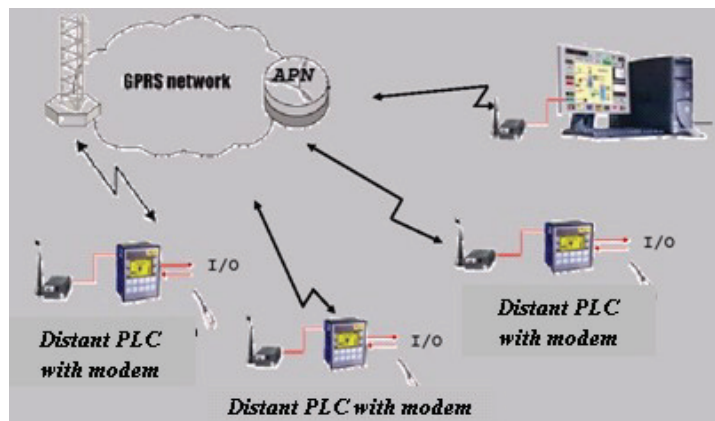 GPRS network
APN
I/O
I/O
Distant PLC
with modem
Distant PLC
with modem
I/O
Distant PLC with modem